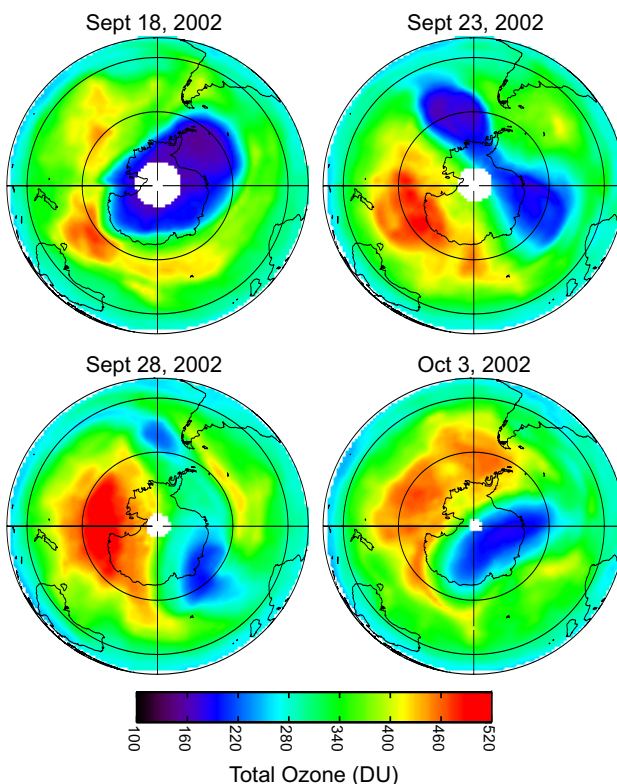 Sept 18, 2002 Sept 23, 2002
Sept 28, 2002 Oct 3, 2002
100 160 220 280 340 400 460 520
Total Ozone (DU)